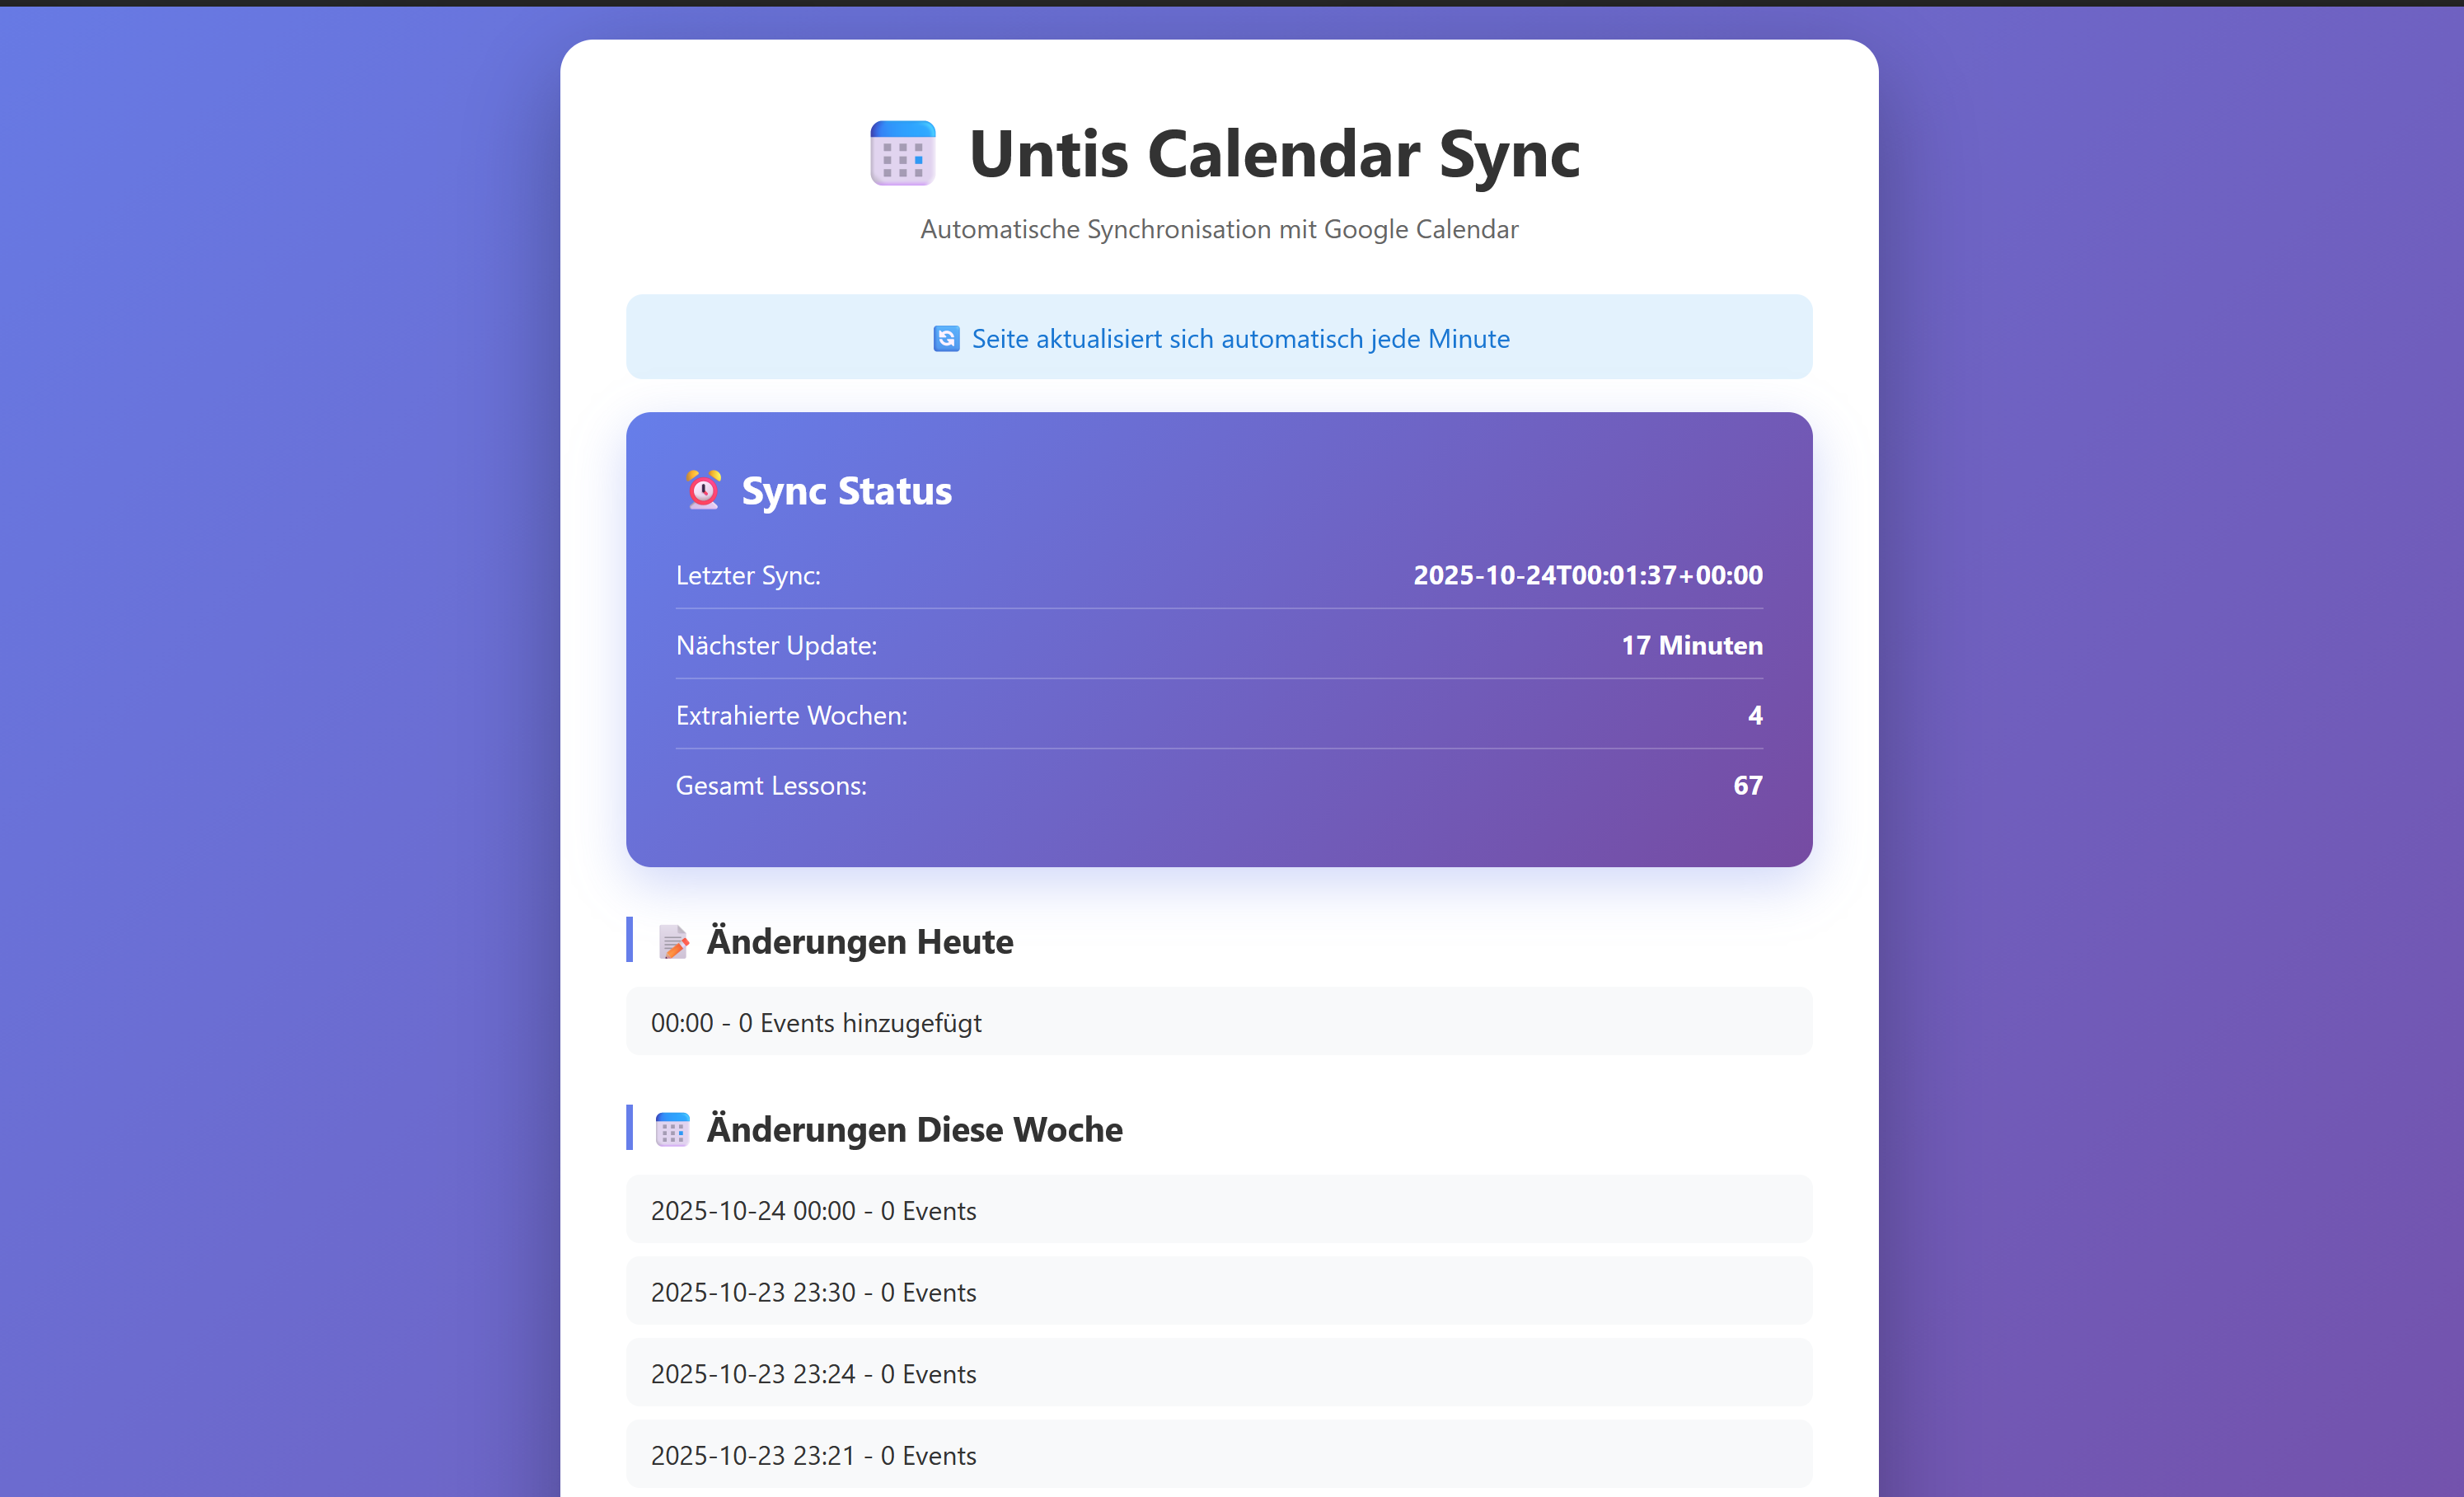 Untis Calendar Sync
Automatische Synchronisation mit Google Calendar
Seite aktualisiert sich automatisch jede Minute
Sync Status
Letzter Sync: 2025-10-24T00:01:37+00:00
Nächster Update: 17 Minuten
Extrahierte Wochen: 4
Gesamt Lessons: 67
Änderungen Heute
00:00 - 0 Events hinzugefügt
Änderungen Diese Woche
2025-10-24 00:00 - 0 Events
2025-10-23 23:30 - 0 Events
2025-10-23 23:24 - 0 Events
2025-10-23 23:21 - 0 Events